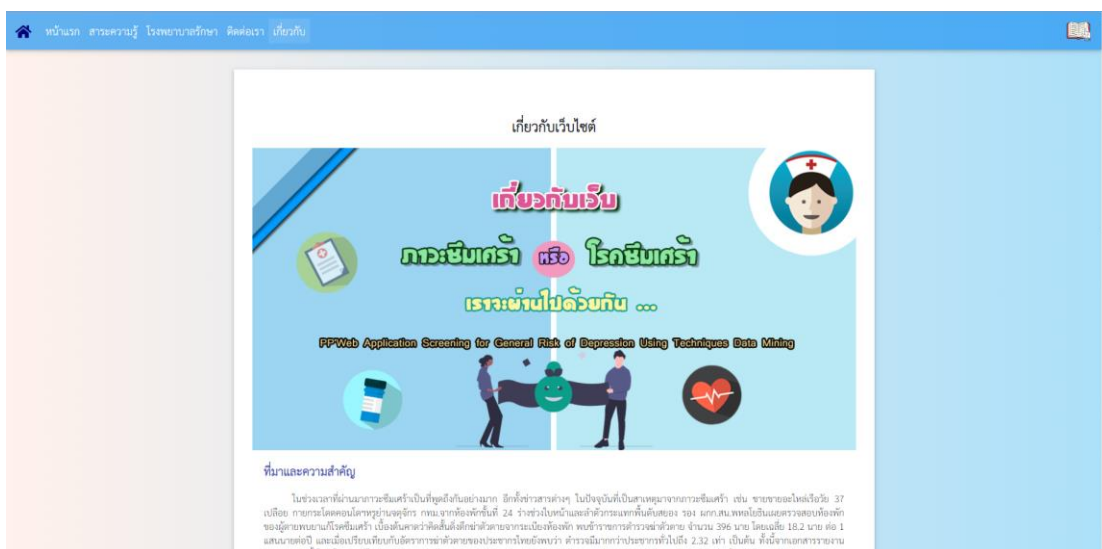 หน้าแรก สาระความรู้ โรงพยาบาลรักษา ติดต่อเรา เกี่ยวกับ
เกี่ยวกับเว็บไซต์
เกี่ยวกับเว็บ
ภาวะซึมเศร้า หรือ โรคซึมเศร้า
เราจะผ่านไปด้วยกัน ...
PP'Web Application Screening for General Risk of Depression Using Techniques Data Mining
ที่มาและความสำคัญ
ในช่วงเวลาที่ผ่านมาภาวะซึมเศร้าเป็นที่พูดถึงกันอย่างมาก อีกทั้งข่าวสารต่างๆ ในปัจจุบันที่เป็นสาเหตุมาจากภาวะซึมเศร้า เช่น ชายขายอะไหล่เรือวัย 37
เปลือย กายกระโดดคอนโดฯหรูย่านจตุจักร กทม.จากห้องพักชั้นที่ 24 ร่างช่วงใบหน้าและลำตัวกระแทกพื้นดับสยอง รอง ผกก.สน.พหลโยธินเผยตรวจสอบห้องพัก
ของผู้ตายพบยาแก้โรคซึมเศร้า เบื้องต้นคาดว่าคิดสั้นดิ่งตึกฆ่าตัวตายจากระเบียงห้องพัก พบข้าราชการตำรวจฆ่าตัวตาย จำนวน 396 นาย โดยเฉลี่ย 18.2 นาย ต่อ 1
แสนนายต่อปี และเมื่อเปรียบเทียบกับอัตราการฆ่าตัวตายของประชากรไทยยังพบว่า ตำรวจมีมากกว่าประชากรทั่วไปถึง 2.32 เท่า เป็นต้น ทั้งนี้จากเอกสารรายงาน